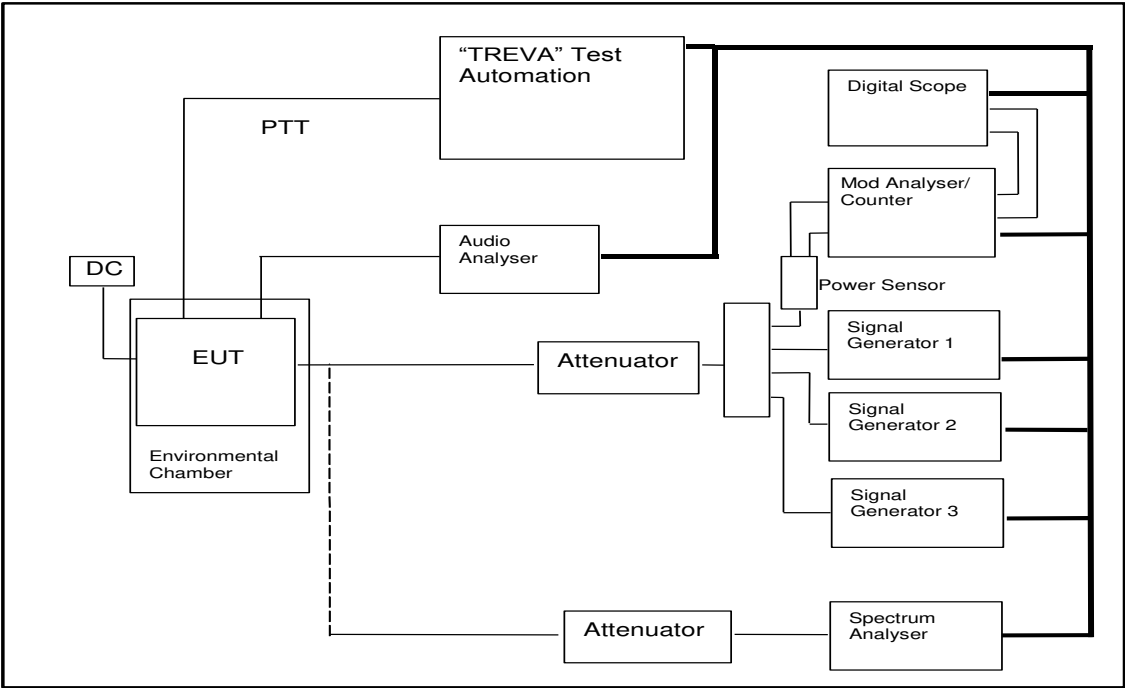 “TREVA” Test
Automation
Digital Scope
PTT
Mod Analyser/
Counter
Audio
Analyser
DC
Power Sensor
EUT
Attenuator
Signal
Generator 1
Signal
Generator 2
Environmental
Chamber
Signal
Generator 3
Attenuator
Spectrum
Analyser